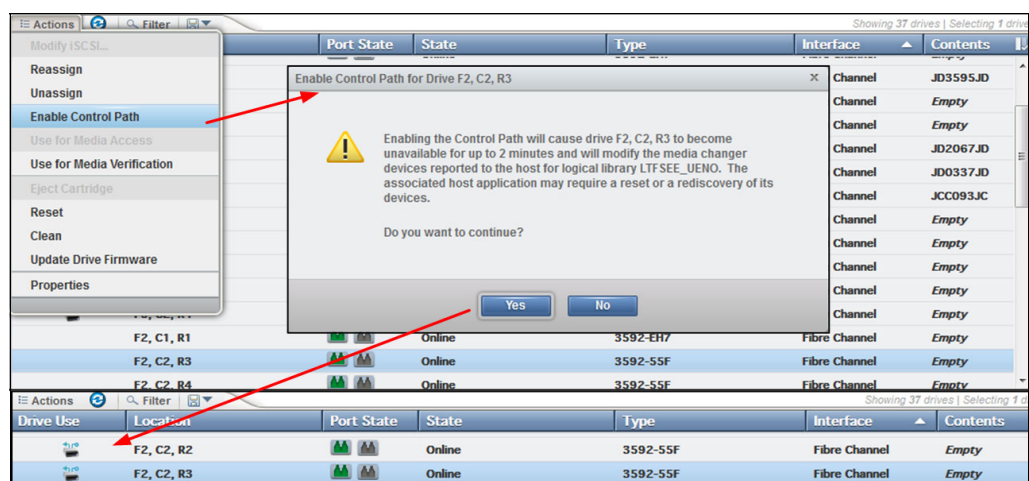 Actions Filter Showing 37 drives | Selecting 1 drive
Port State State Type Interface Contents
Modify iSCSI...
Reassign
Unassign
Enable Control Path
Use for Media Access
Use for Media Verification
Eject Cartridge
Reset
Clean
Update Drive Firmware
Properties
Enable Control Path for Drive F2, C2, R3 x
Enabling the Control Path will cause drive F2, C2, R3 to become
unavailable for up to 2 minutes and will modify the media changer
devices reported to the host for logical library LTFSEE_UENO. The
associated host application may require a reset or a rediscovery of its
devices.
Do you want to continue?
Yes No
Channel JD3595JD
Channel Empty
Channel Empty
Channel JD2067JD
Channel JD0337JD
Channel JCC093JC
Channel Empty
Channel Empty
Channel Empty
Channel Empty
Channel Empty
F2, C1, R1 Online 3592-EH7 Fibre Channel Empty
F2, C2, R3 Online 3592-55F Fibre Channel Empty
F2, C2, R4 Online 3592-55F Fibre Channel Empty
Actions Filter Showing 37 drives | Selecting 1 d
Drive Use Location Port State State Type Interface Contents
F2, C2, R2 Online 3592-55F Fibre Channel Empty
F2, C2, R3 Online 3592-55F Fibre Channel Empty